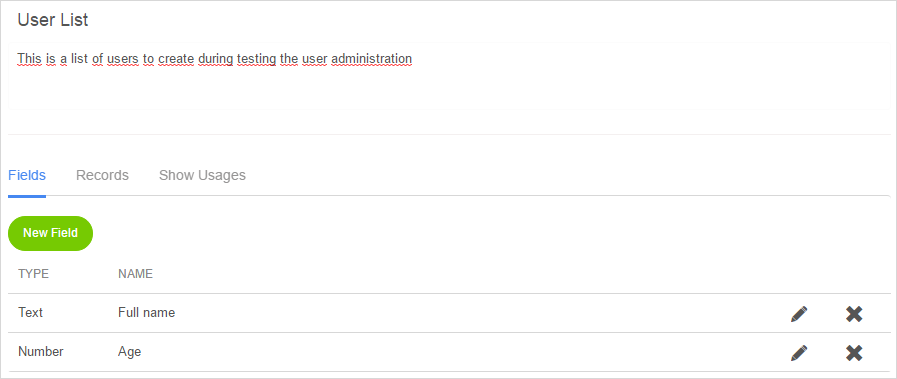 User List
This is a list of users to create during testing the user administration
Fields Records Show Usages
New Field
TYPE NAME
Text Full name
Number Age